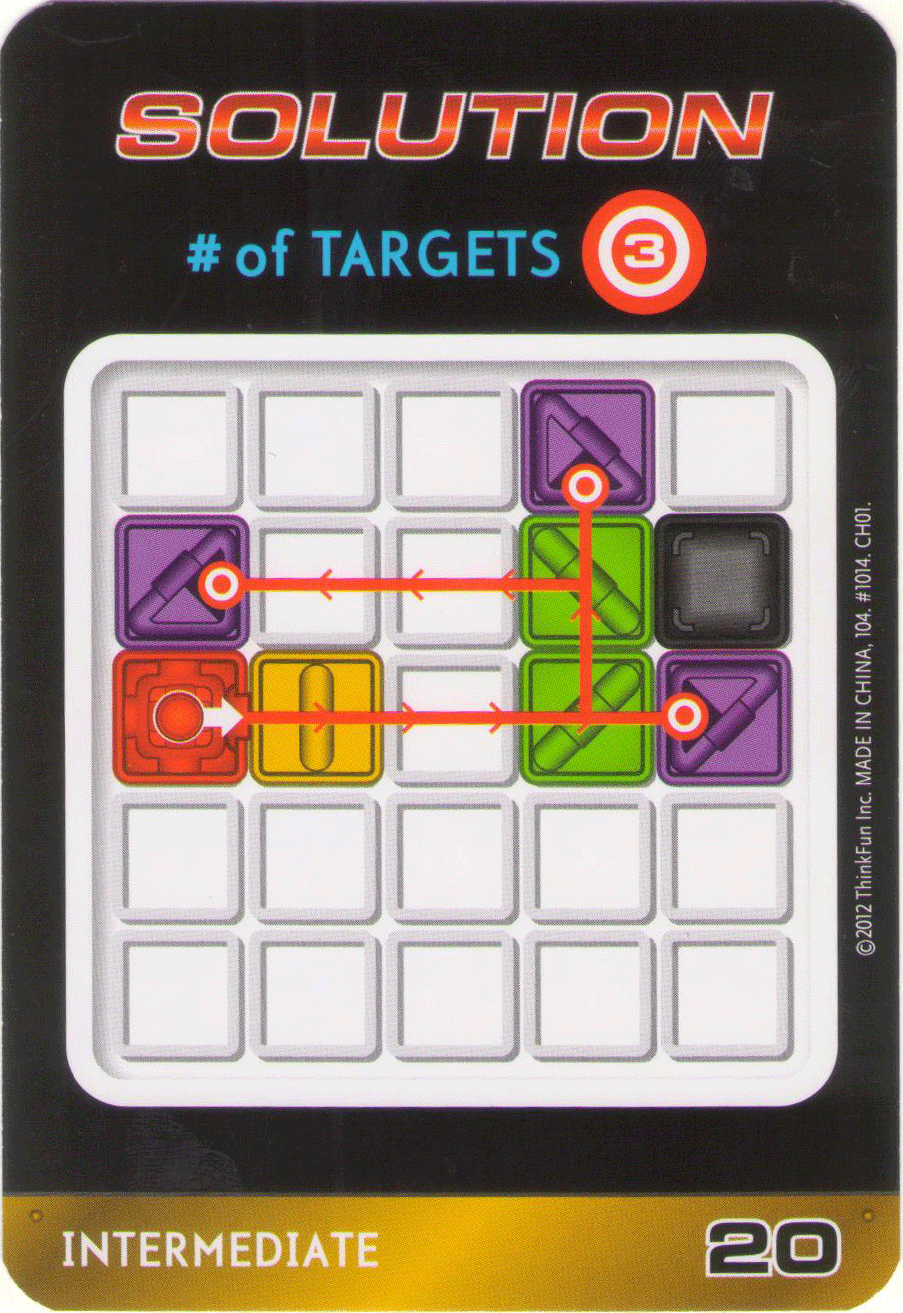 SOLUTION
# of TARGETS 3
©2012 ThinkFun Inc. MADE IN CHINA, 104. #1014. CH01.
INTERMEDIATE 20